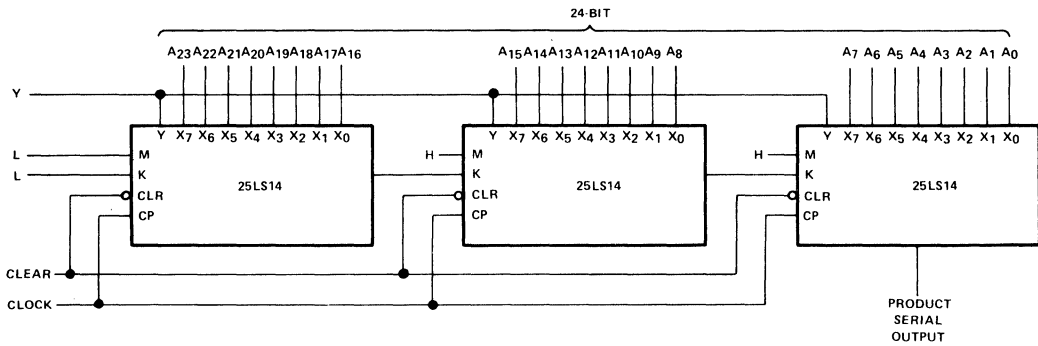 24-BIT
A23 A22 A21 A20 A19 A18 A17 A16 A15 A14 A13 A12 A11 A10 A9 A8 A7 A6 A5 A4 A3 A2 A1 A0
Y
Y X7 X6 X5 X4 X3 X2 X1 X0 Y X7 X6 X5 X4 X3 X2 X1 X0 Y X7 X6 X5 X4 X3 X2 X1 X0
L M H M H M
L K K K
25LS14 25LS14 25LS14
CLR CLR CLR
CP CP CP
CLEAR
CLOCK
PRODUCT
SERIAL
OUTPUT